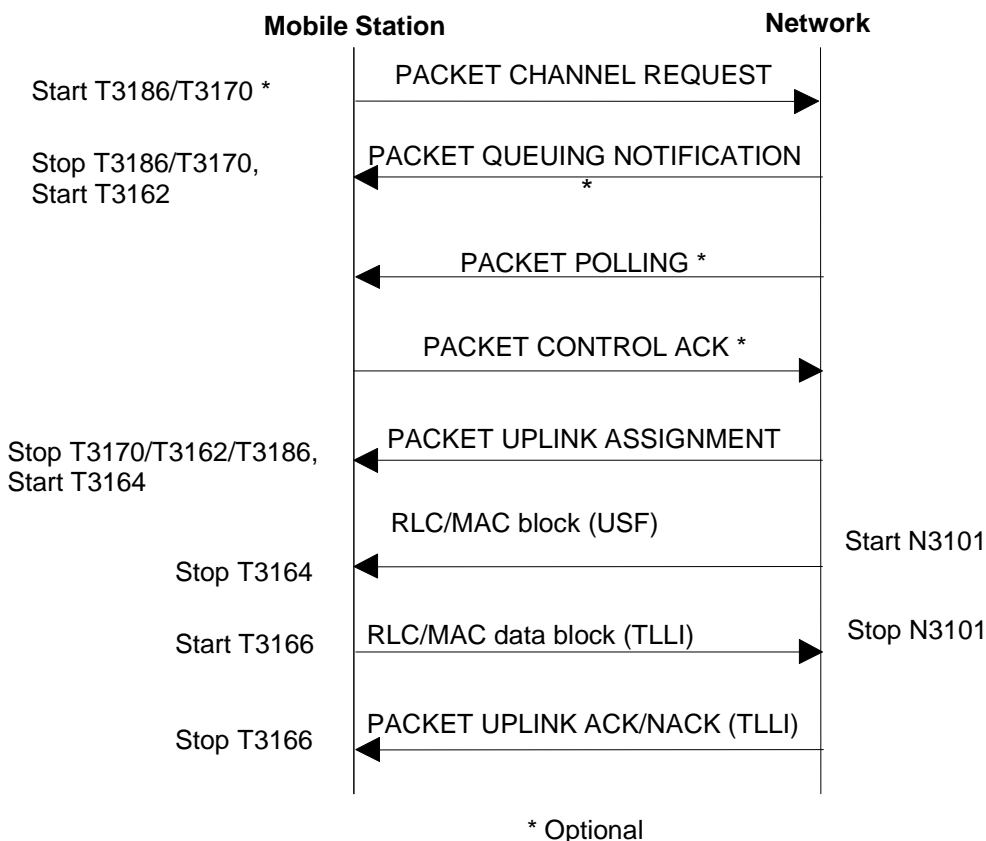 Mobile Station
Network
PACKET CHANNEL REQUEST
Start T3186/T3170 *
PACKET QUEUING NOTIFICATION
*
Stop T3186/T3170,
Start T3162
PACKET POLLING *
PACKET CONTROL ACK *
PACKET UPLINK ASSIGNMENT
Stop T3170/T3162/T3186,
Start T3164
RLC/MAC block (USF)
Start N3101
Stop T3164
RLC/MAC data block (TLLI)
Stop N3101
Start T3166
PACKET UPLINK ACK/NACK (TLLI)
Stop T3166
* Optional